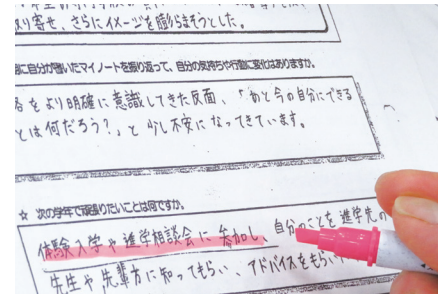 り寄せ、さらにイメージを膨らまそうとした。
に自分が書いたマイノートを振り返って、自分の気持ちや行動に変化はありますか。
をより明確に意識してきた反面、「あと今の自分にできる
とは何だろう？」と少し不安になってきています。
☆ 次の学年で頑張りたいことは何ですか。
体験入学や進学相談会に参加し、自分のことを進学先の
先生や先輩方に知ってもらい、アドバイスをもらい